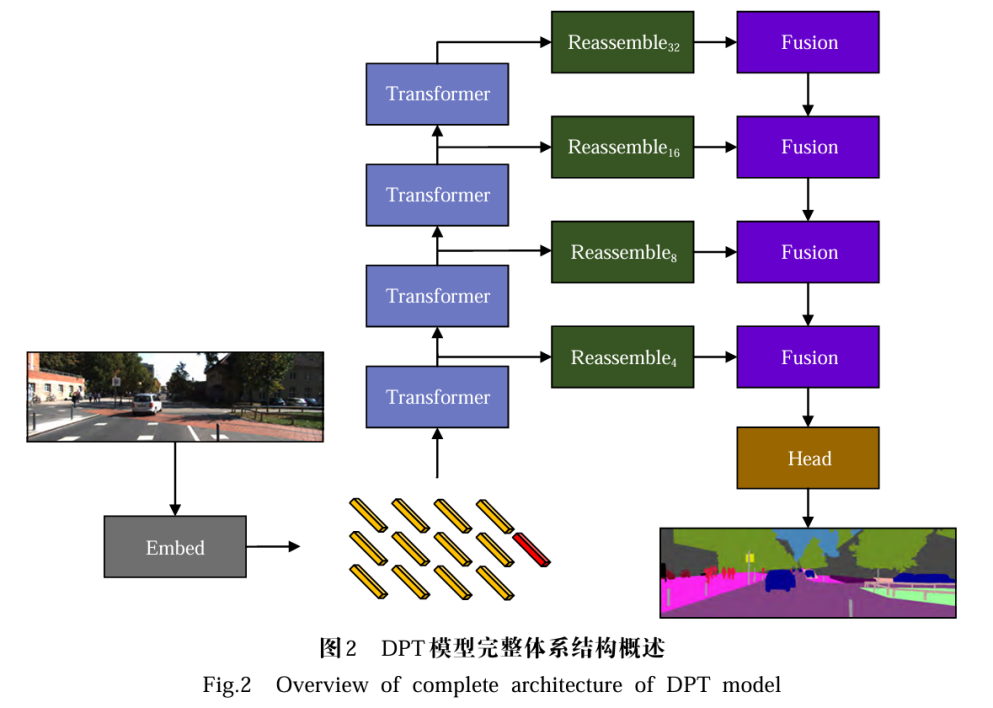 Reassemble₃₂
Fusion
Transformer
Reassemble₁₆
Fusion
Transformer
Reassemble₈
Fusion
Transformer
Reassemble₄
Fusion
Transformer
Head
Embed
图2 DPT模型完整体系结构概述
Fig.2 Overview of complete architecture of DPT model